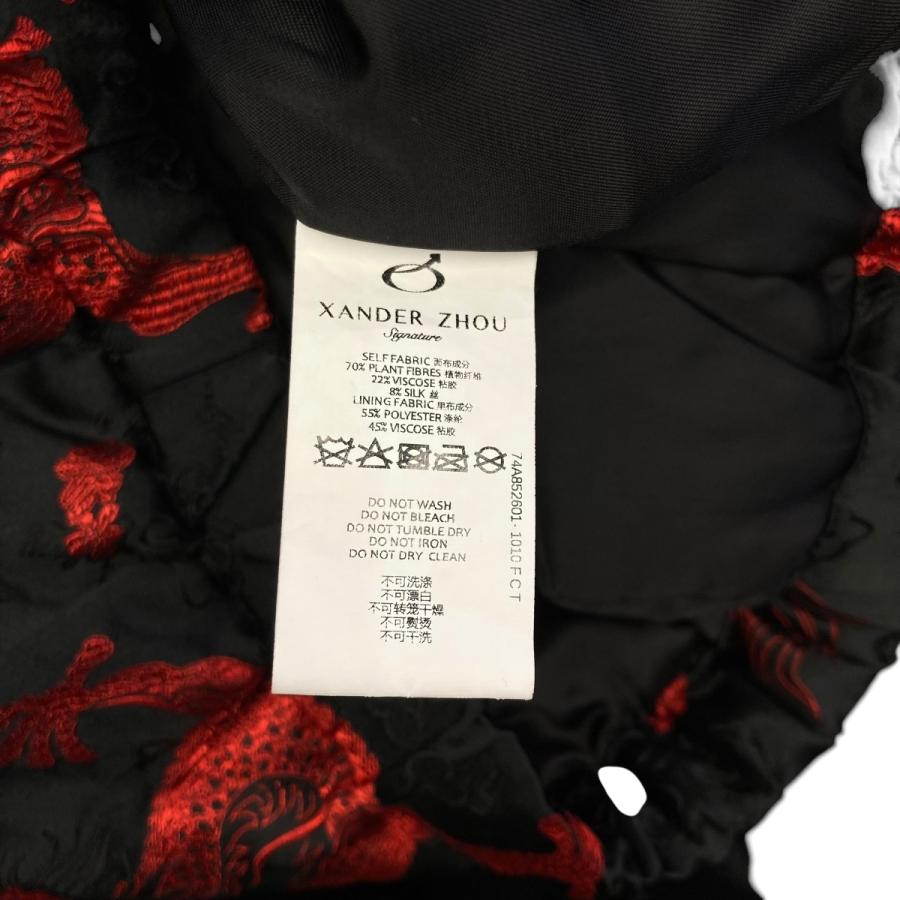 XANDER ZHOU
Signature
SELF FABRIC 面布成分
70% PLANT FIBRES 植物纤维
22% VISCOSE 粘胶
8% SILK 丝
LINING FABRIC 里布成分
55% POLYESTER 涤纶
45% VISCOSE 粘胶
DO NOT WASH
DO NOT BLEACH
DO NOT TUMBLE DRY
DO NOT IRON
DO NOT DRY CLEAN
不可洗涤
不可漂白
不可转笼干燥
不可熨烫
不可干洗
74A852601- 1010 F C T